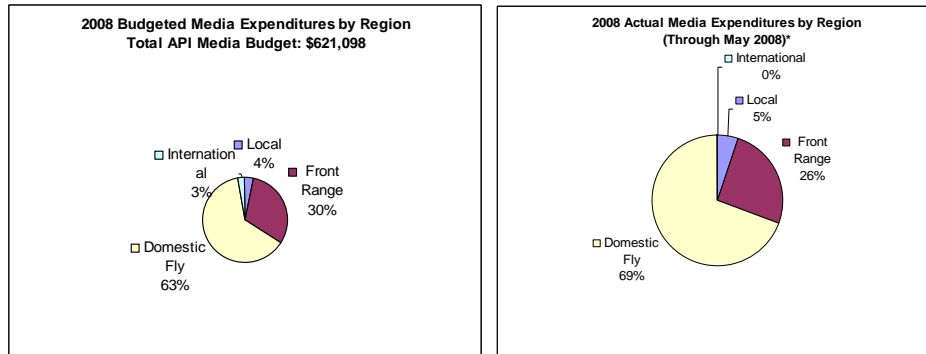 2008 Budgeted Media Expenditures by Region
Total API Media Budget: $621,098
Local
4%
Internation
al
3%
Front
Range
30%
Domestic
Fly
63%
2008 Actual Media Expenditures by Region
(Through May 2008)*
International
0%
Local
5%
Front
Range
26%
Domestic
Fly
69%